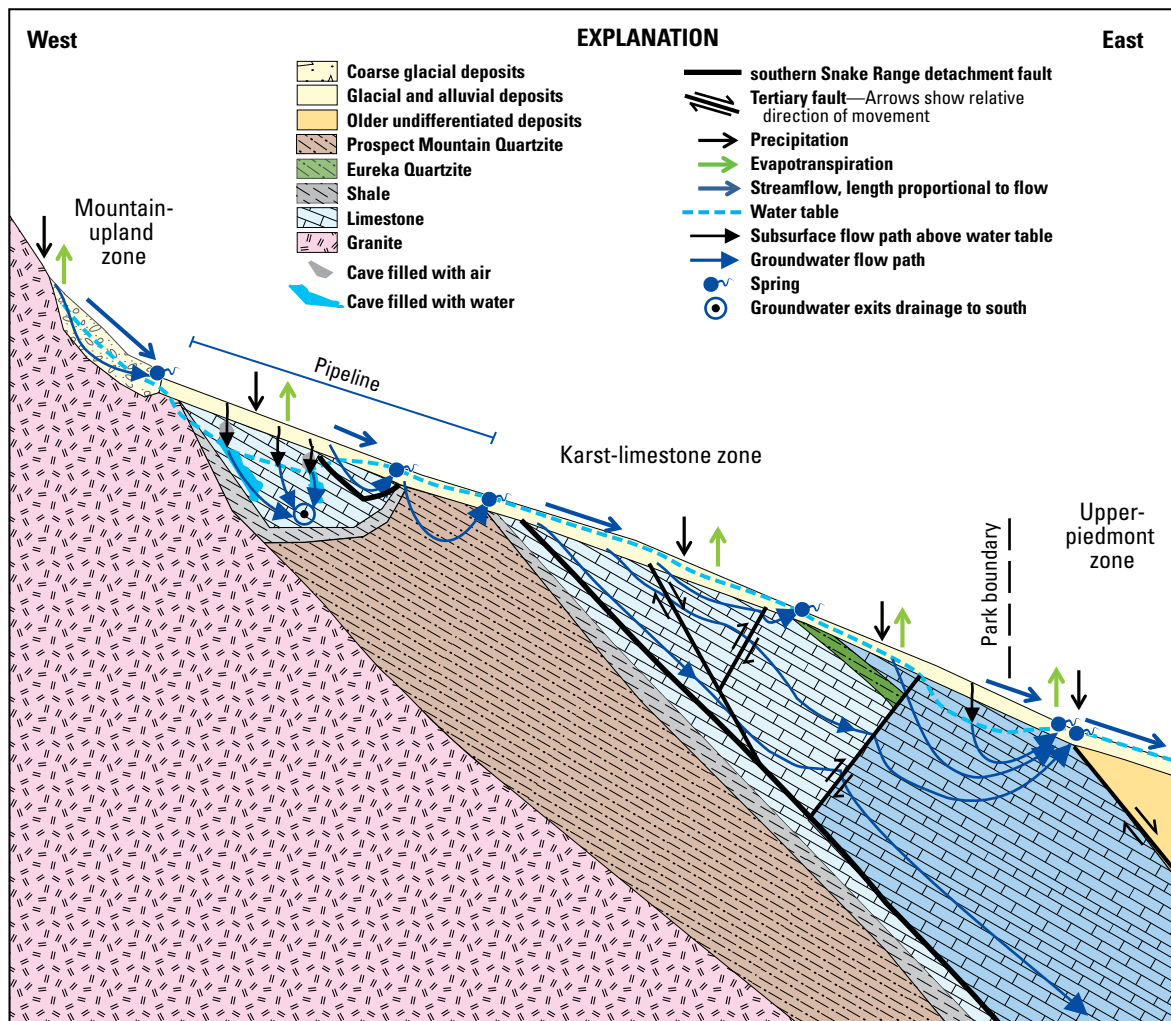 West
EXPLANATION
East
Coarse glacial deposits
Glacial and alluvial deposits
Older undifferentiated deposits
Prospect Mountain Quartzite
Eureka Quartzite
Shale
Limestone
Granite
Cave filled with air
Cave filled with water
southern Snake Range detachment fault
Tertiary fault—Arrows show relative
direction of movement
Precipitation
Evapotranspiration
Streamflow, length proportional to flow
Water table
Subsurface flow path above water table
Groundwater flow path
Spring
Groundwater exits drainage to south
Mountain-
upland
zone
Pipeline
Karst-limestone zone
Park boundary
Upper-
piedmont
zone